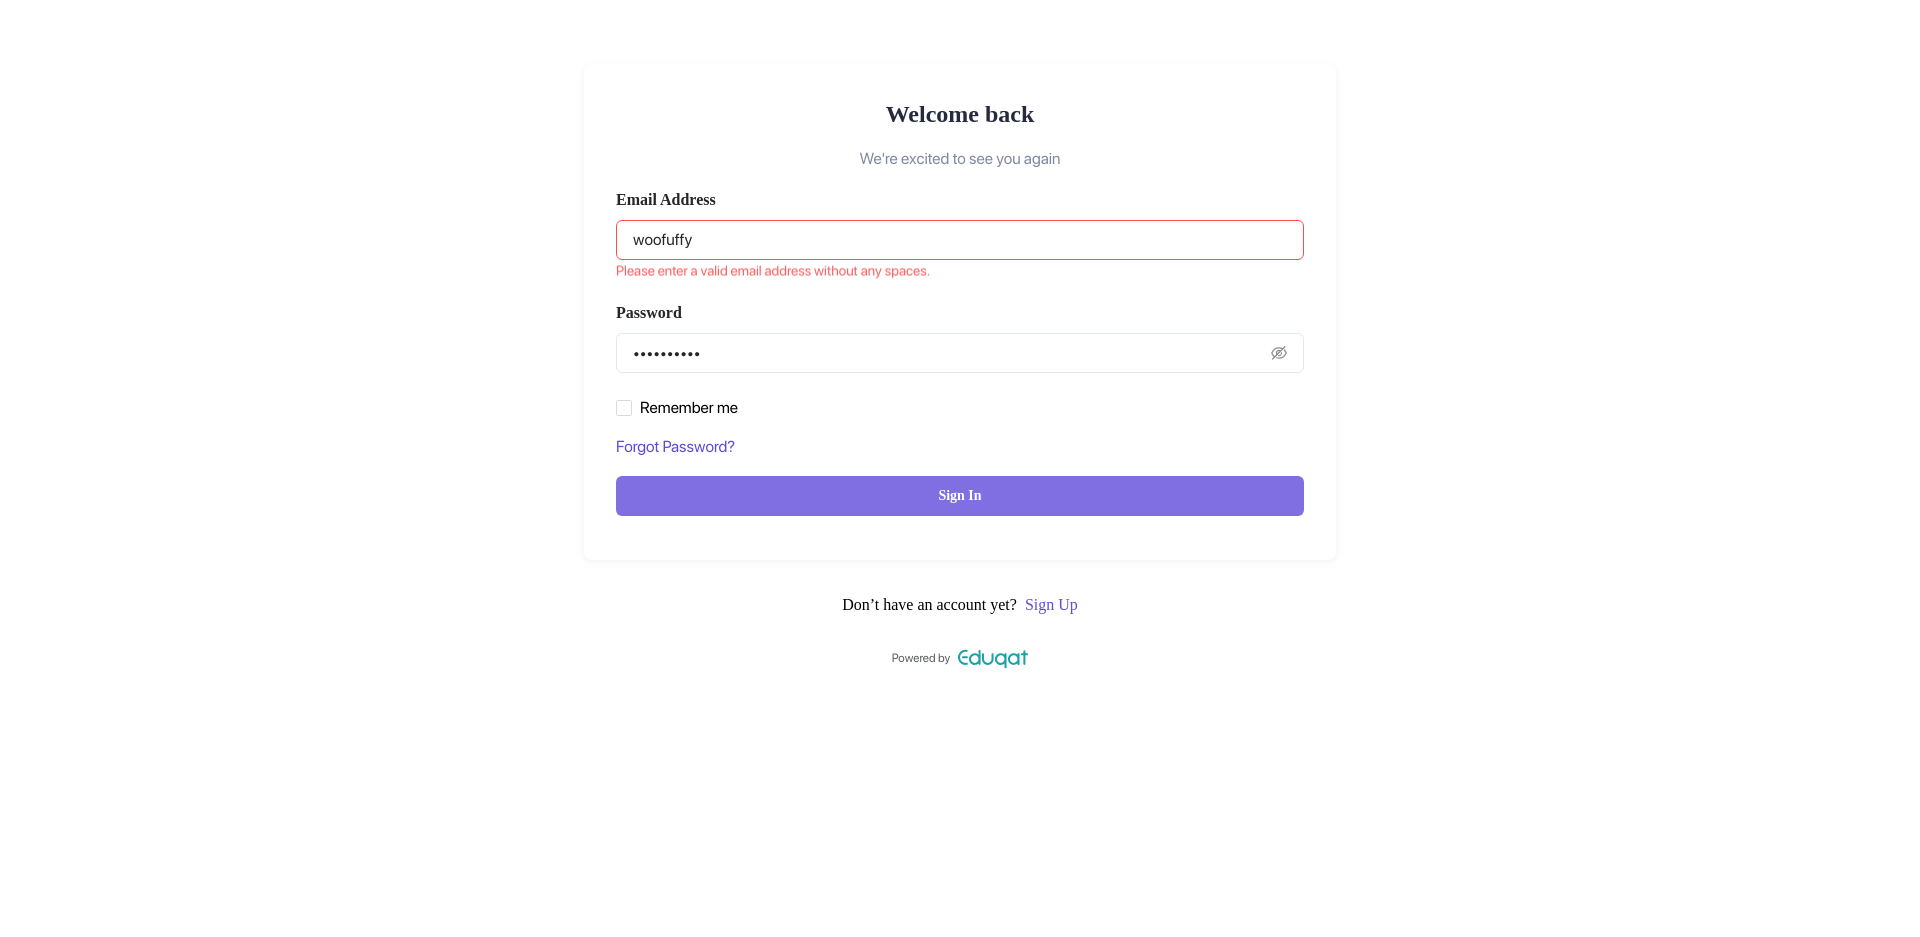 Welcome back
We're excited to see you again
Email Address
woofuffy
Please enter a valid email address without any spaces.
Password
••••••••••
Remember me
Forgot Password?
Sign In
Don’t have an account yet? Sign Up
Powered by Eduqat